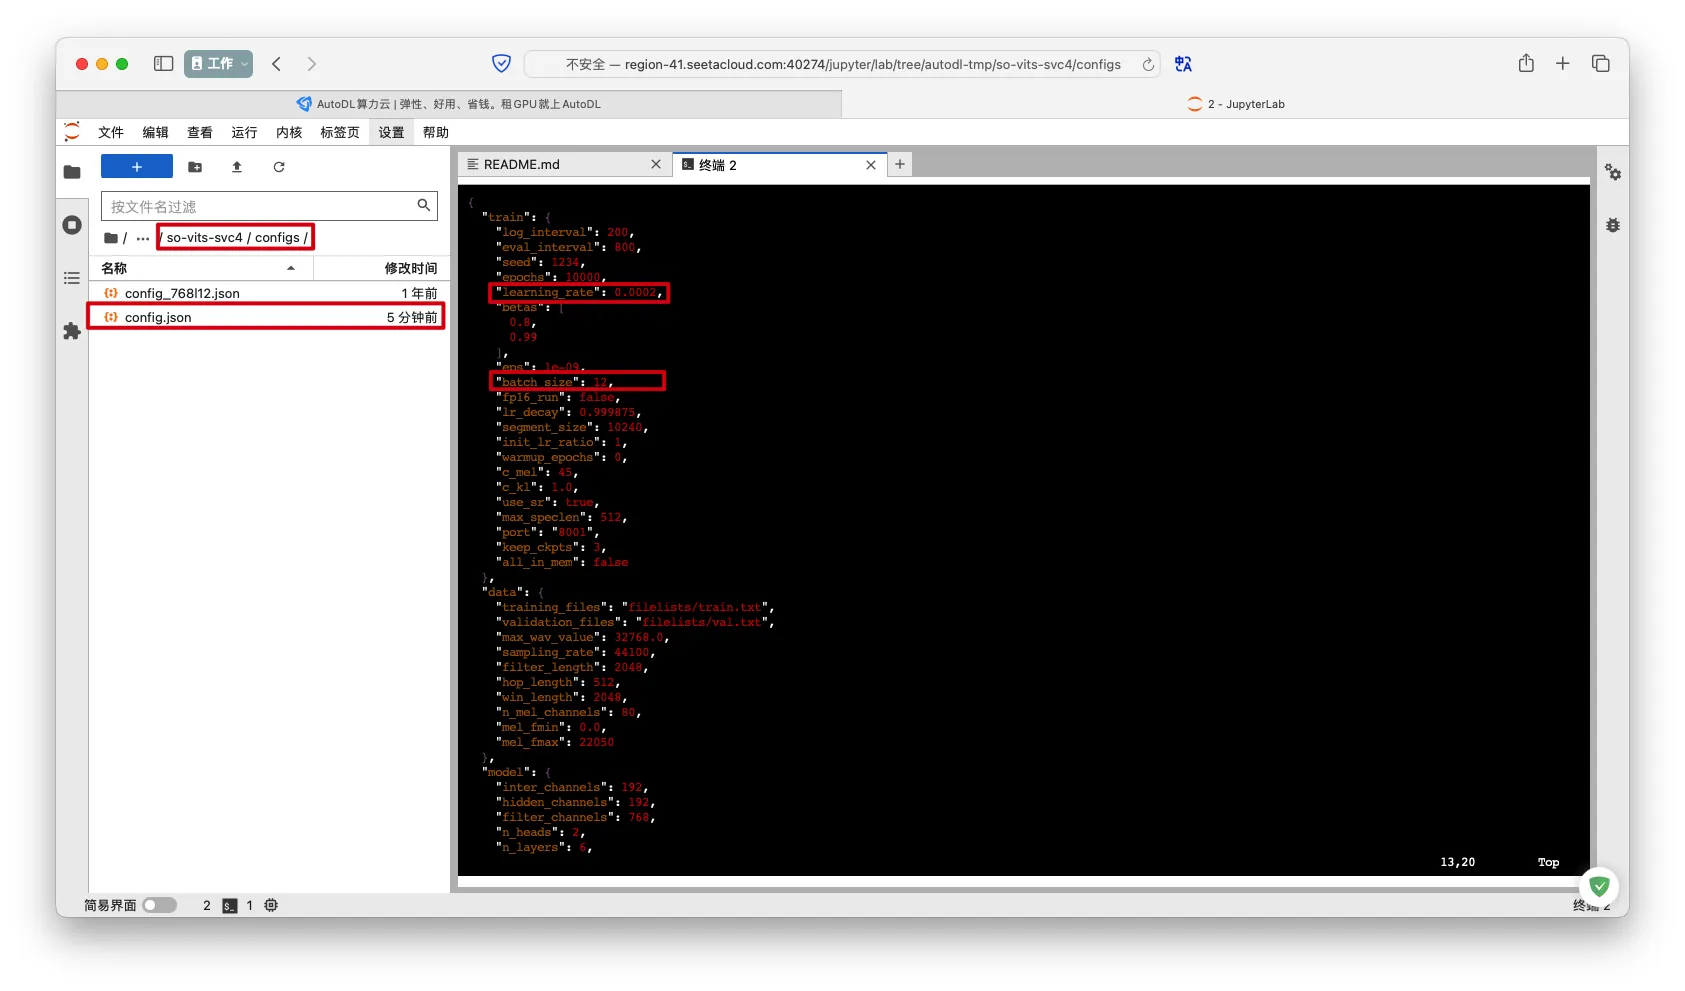 工作
不安全 — region-41.seetacloud.com:40274/jupyter/lab/tree/autodl-tmp/so-vits-svc4/configs
AutoDL算力云 | 弹性、好用、省钱。租GPU就上AutoDL
2 - JupyterLab
文件 编辑 查看 运行 内核 标签页 设置 帮助
按文件名过滤
/ ··· / so-vits-svc4 / configs /
名称 修改时间
config_768l12.json 1 年前
config.json 5 分钟前
README.md
终端 2
{
"train": {
"log_interval": 200,
"eval_interval": 800,
"seed": 1234,
"epochs": 10000,
"learning_rate": 0.0002,
"betas": [
0.8,
0.99
],
"eps": 1e-09,
"batch_size": 12,
"fp16_run": false,
"lr_decay": 0.999875,
"segment_size": 10240,
"init_lr_ratio": 1,
"warmup_epochs": 0,
"c_mel": 45,
"c_kl": 1.0,
"use_sr": true,
"max_speclen": 512,
"port": "8001",
"keep_ckpts": 3,
"all_in_mem": false
},
"data": {
"training_files": "filelists/train.txt",
"validation_files": "filelists/val.txt",
"max_wav_value": 32768.0,
"sampling_rate": 44100,
"filter_length": 2048,
"hop_length": 512,
"win_length": 2048,
"n_mel_channels": 80,
"mel_fmin": 0.0,
"mel_fmax": 22050
},
"model": {
"inter_channels": 192,
"hidden_channels": 192,
"filter_channels": 768,
"n_heads": 2,
"n_layers": 6,
13,20 Top
简易界面 2 1
终端 2